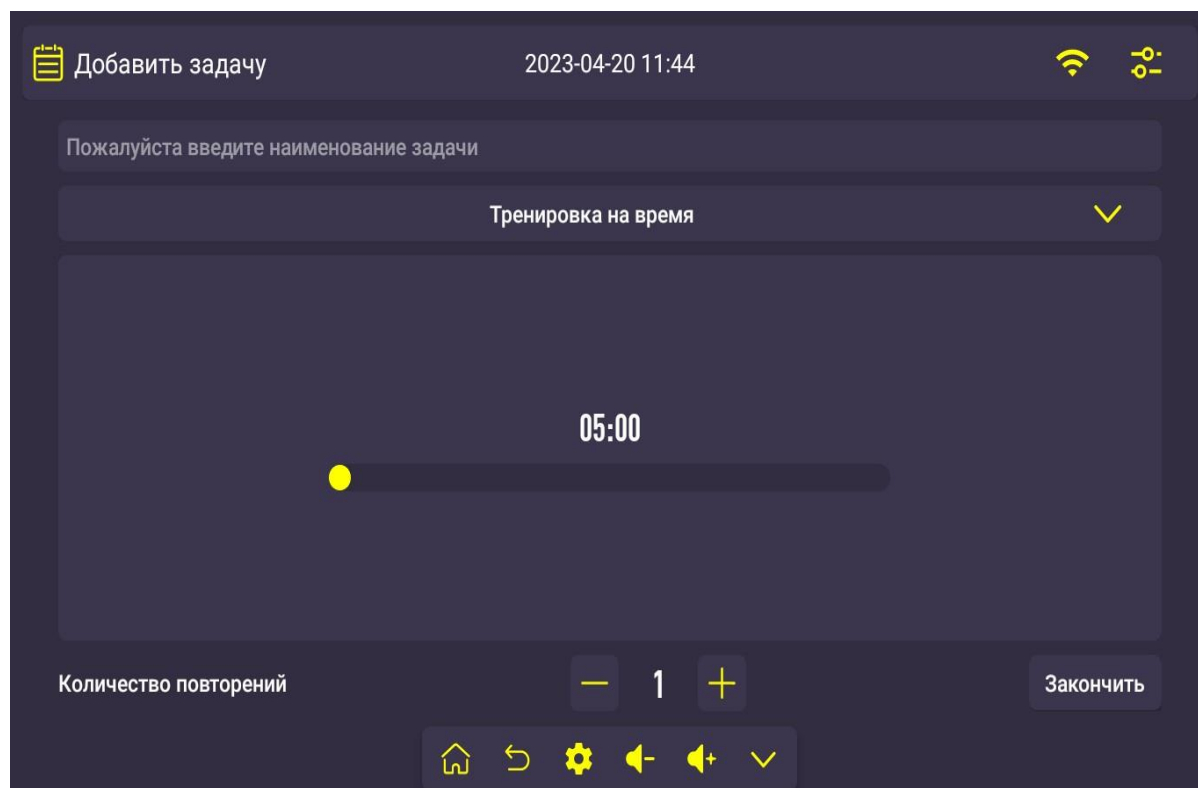 Добавить задачу 2023-04-20 11:44
Пожалуйста введите наименование задачи
Тренировка на время
05:00
Количество повторений 1 Закончить